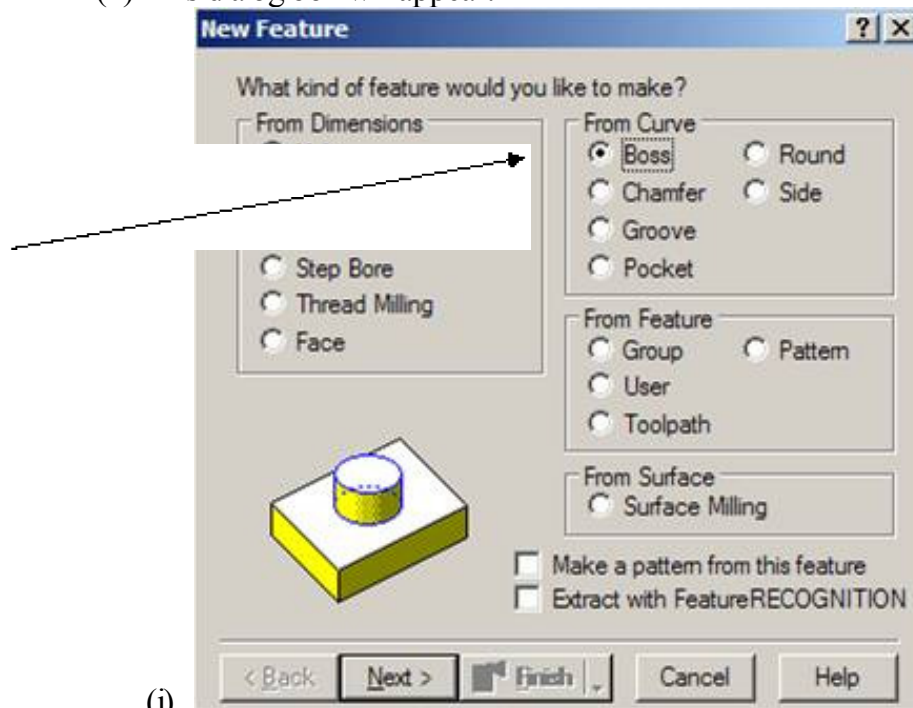 New Feature
What kind of feature would you like to make?
From Dimensions
Step Bore
Thread Milling
Face
From Curve
Boss Round
Chamfer Side
Groove
Pocket
From Feature
Group Pattern
User
Toolpath
From Surface
Surface Milling
Make a pattern from this feature
Extract with FeatureRECOGNITION
< Back Next > Finish Cancel Help
(i)